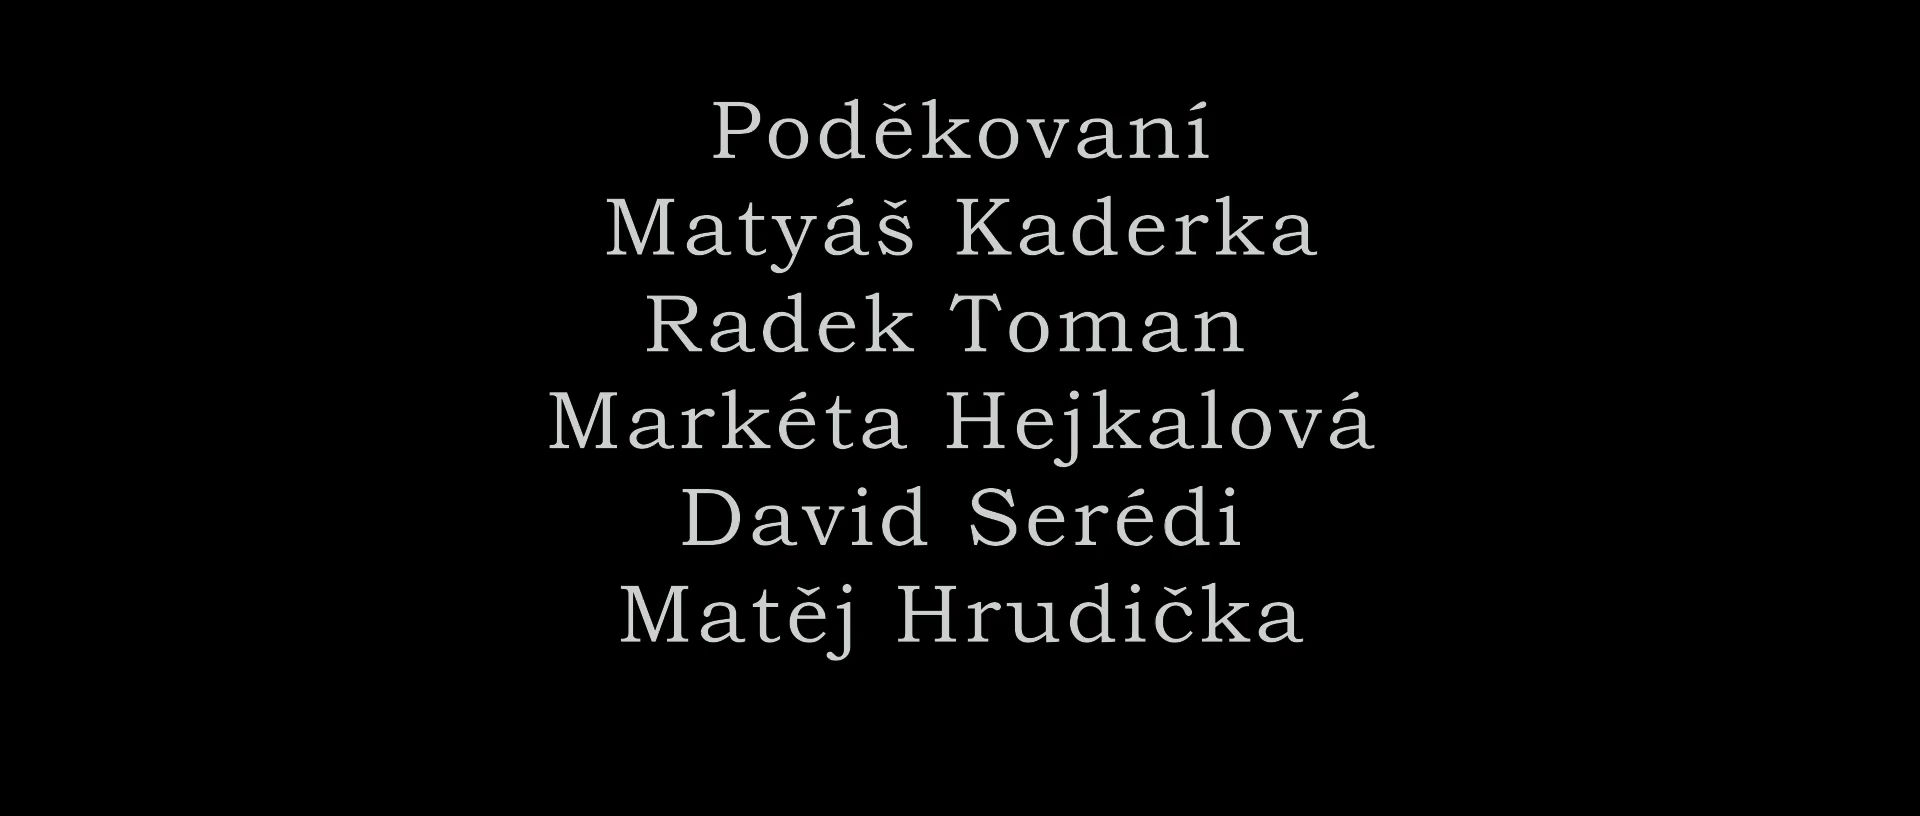 Poděkovaní
Matyáš Kaderka
Radek Toman
Markéta Hejkalová
David Serédi
Matěj Hrudička